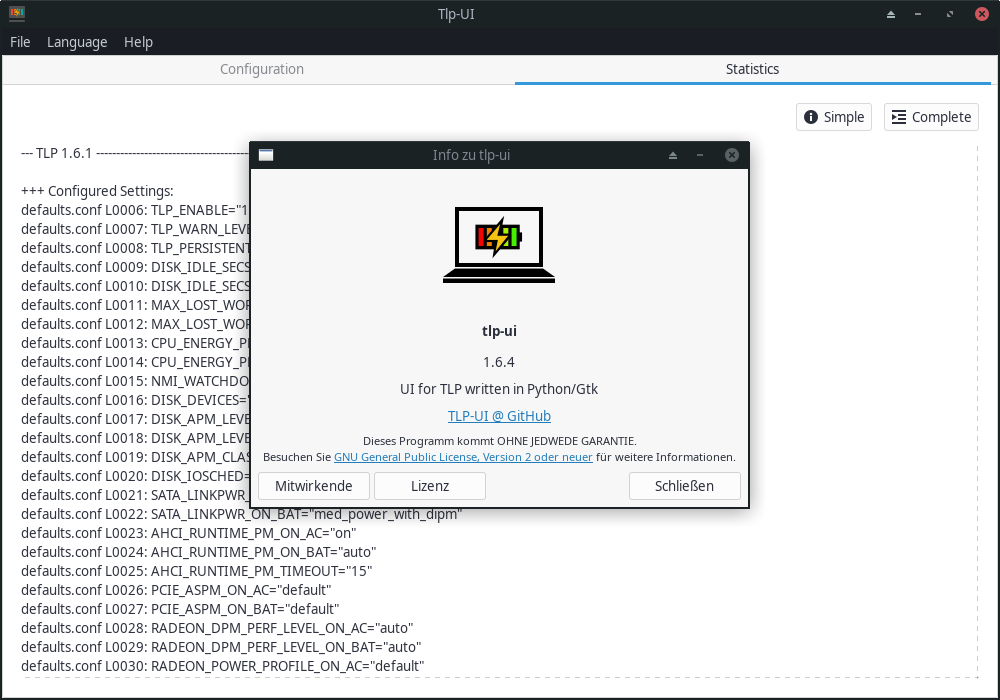 Tlp-UI
File Language Help
Configuration Statistics
Simple Complete
--- TLP 1.6.1 --------------------------------------
+++ Configured Settings:
defaults.conf L0006: TLP_ENABLE="1
defaults.conf L0007: TLP_WARN_LEVE
defaults.conf L0008: TLP_PERSISTENT
defaults.conf L0009: DISK_IDLE_SECS
defaults.conf L0010: DISK_IDLE_SECS
defaults.conf L0011: MAX_LOST_WOR
defaults.conf L0012: MAX_LOST_WOR
defaults.conf L0013: CPU_ENERGY_P
defaults.conf L0014: CPU_ENERGY_P
defaults.conf L0015: NMI_WATCHDO
defaults.conf L0016: DISK_DEVICES="
defaults.conf L0017: DISK_APM_LEVE
defaults.conf L0018: DISK_APM_LEVE
defaults.conf L0019: DISK_APM_CLAS
defaults.conf L0020: DISK_IOSCHED=
defaults.conf L0021: SATA_LINKPWR_
defaults.conf L0022: SATA_LINKPWR_ON_BAT="med_power_with_dipm"
defaults.conf L0023: AHCI_RUNTIME_PM_ON_AC="on"
defaults.conf L0024: AHCI_RUNTIME_PM_ON_BAT="auto"
defaults.conf L0025: AHCI_RUNTIME_PM_TIMEOUT="15"
defaults.conf L0026: PCIE_ASPM_ON_AC="default"
defaults.conf L0027: PCIE_ASPM_ON_BAT="default"
defaults.conf L0028: RADEON_DPM_PERF_LEVEL_ON_AC="auto"
defaults.conf L0029: RADEON_DPM_PERF_LEVEL_ON_BAT="auto"
defaults.conf L0030: RADEON_POWER_PROFILE_ON_AC="default"
Info zu tlp-ui
tlp-ui
1.6.4
UI for TLP written in Python/Gtk
TLP-UI @ GitHub
Dieses Programm kommt OHNE JEDWEDE GARANTIE.
Besuchen Sie GNU General Public License, Version 2 oder neuer für weitere Informationen.
Mitwirkende Lizenz Schließen